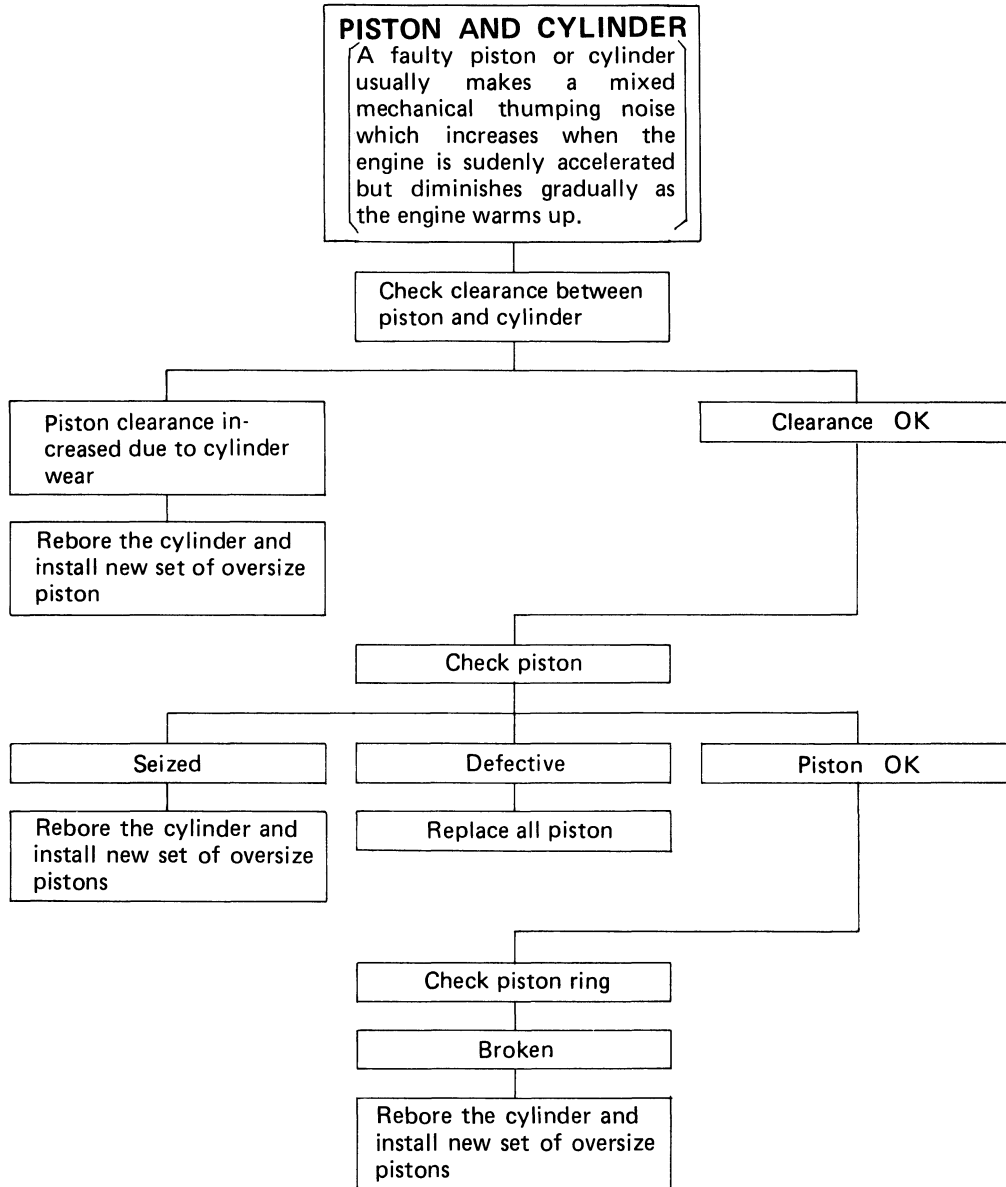 PISTON AND CYLINDER
A faulty piston or cylinder
usually makes a mixed
mechanical thumping noise
which increases when the
engine is sudenly accelerated
but diminishes gradually as
the engine warms up.
Check clearance between
piston and cylinder
Piston clearance in-
creased due to cylinder
wear
Clearance OK
Rebore the cylinder and
install new set of oversize
piston
Check piston
Seized
Defective
Piston OK
Rebore the cylinder and
install new set of oversize
pistons
Replace all piston
Check piston ring
Broken
Rebore the cylinder and
install new set of oversize
pistons